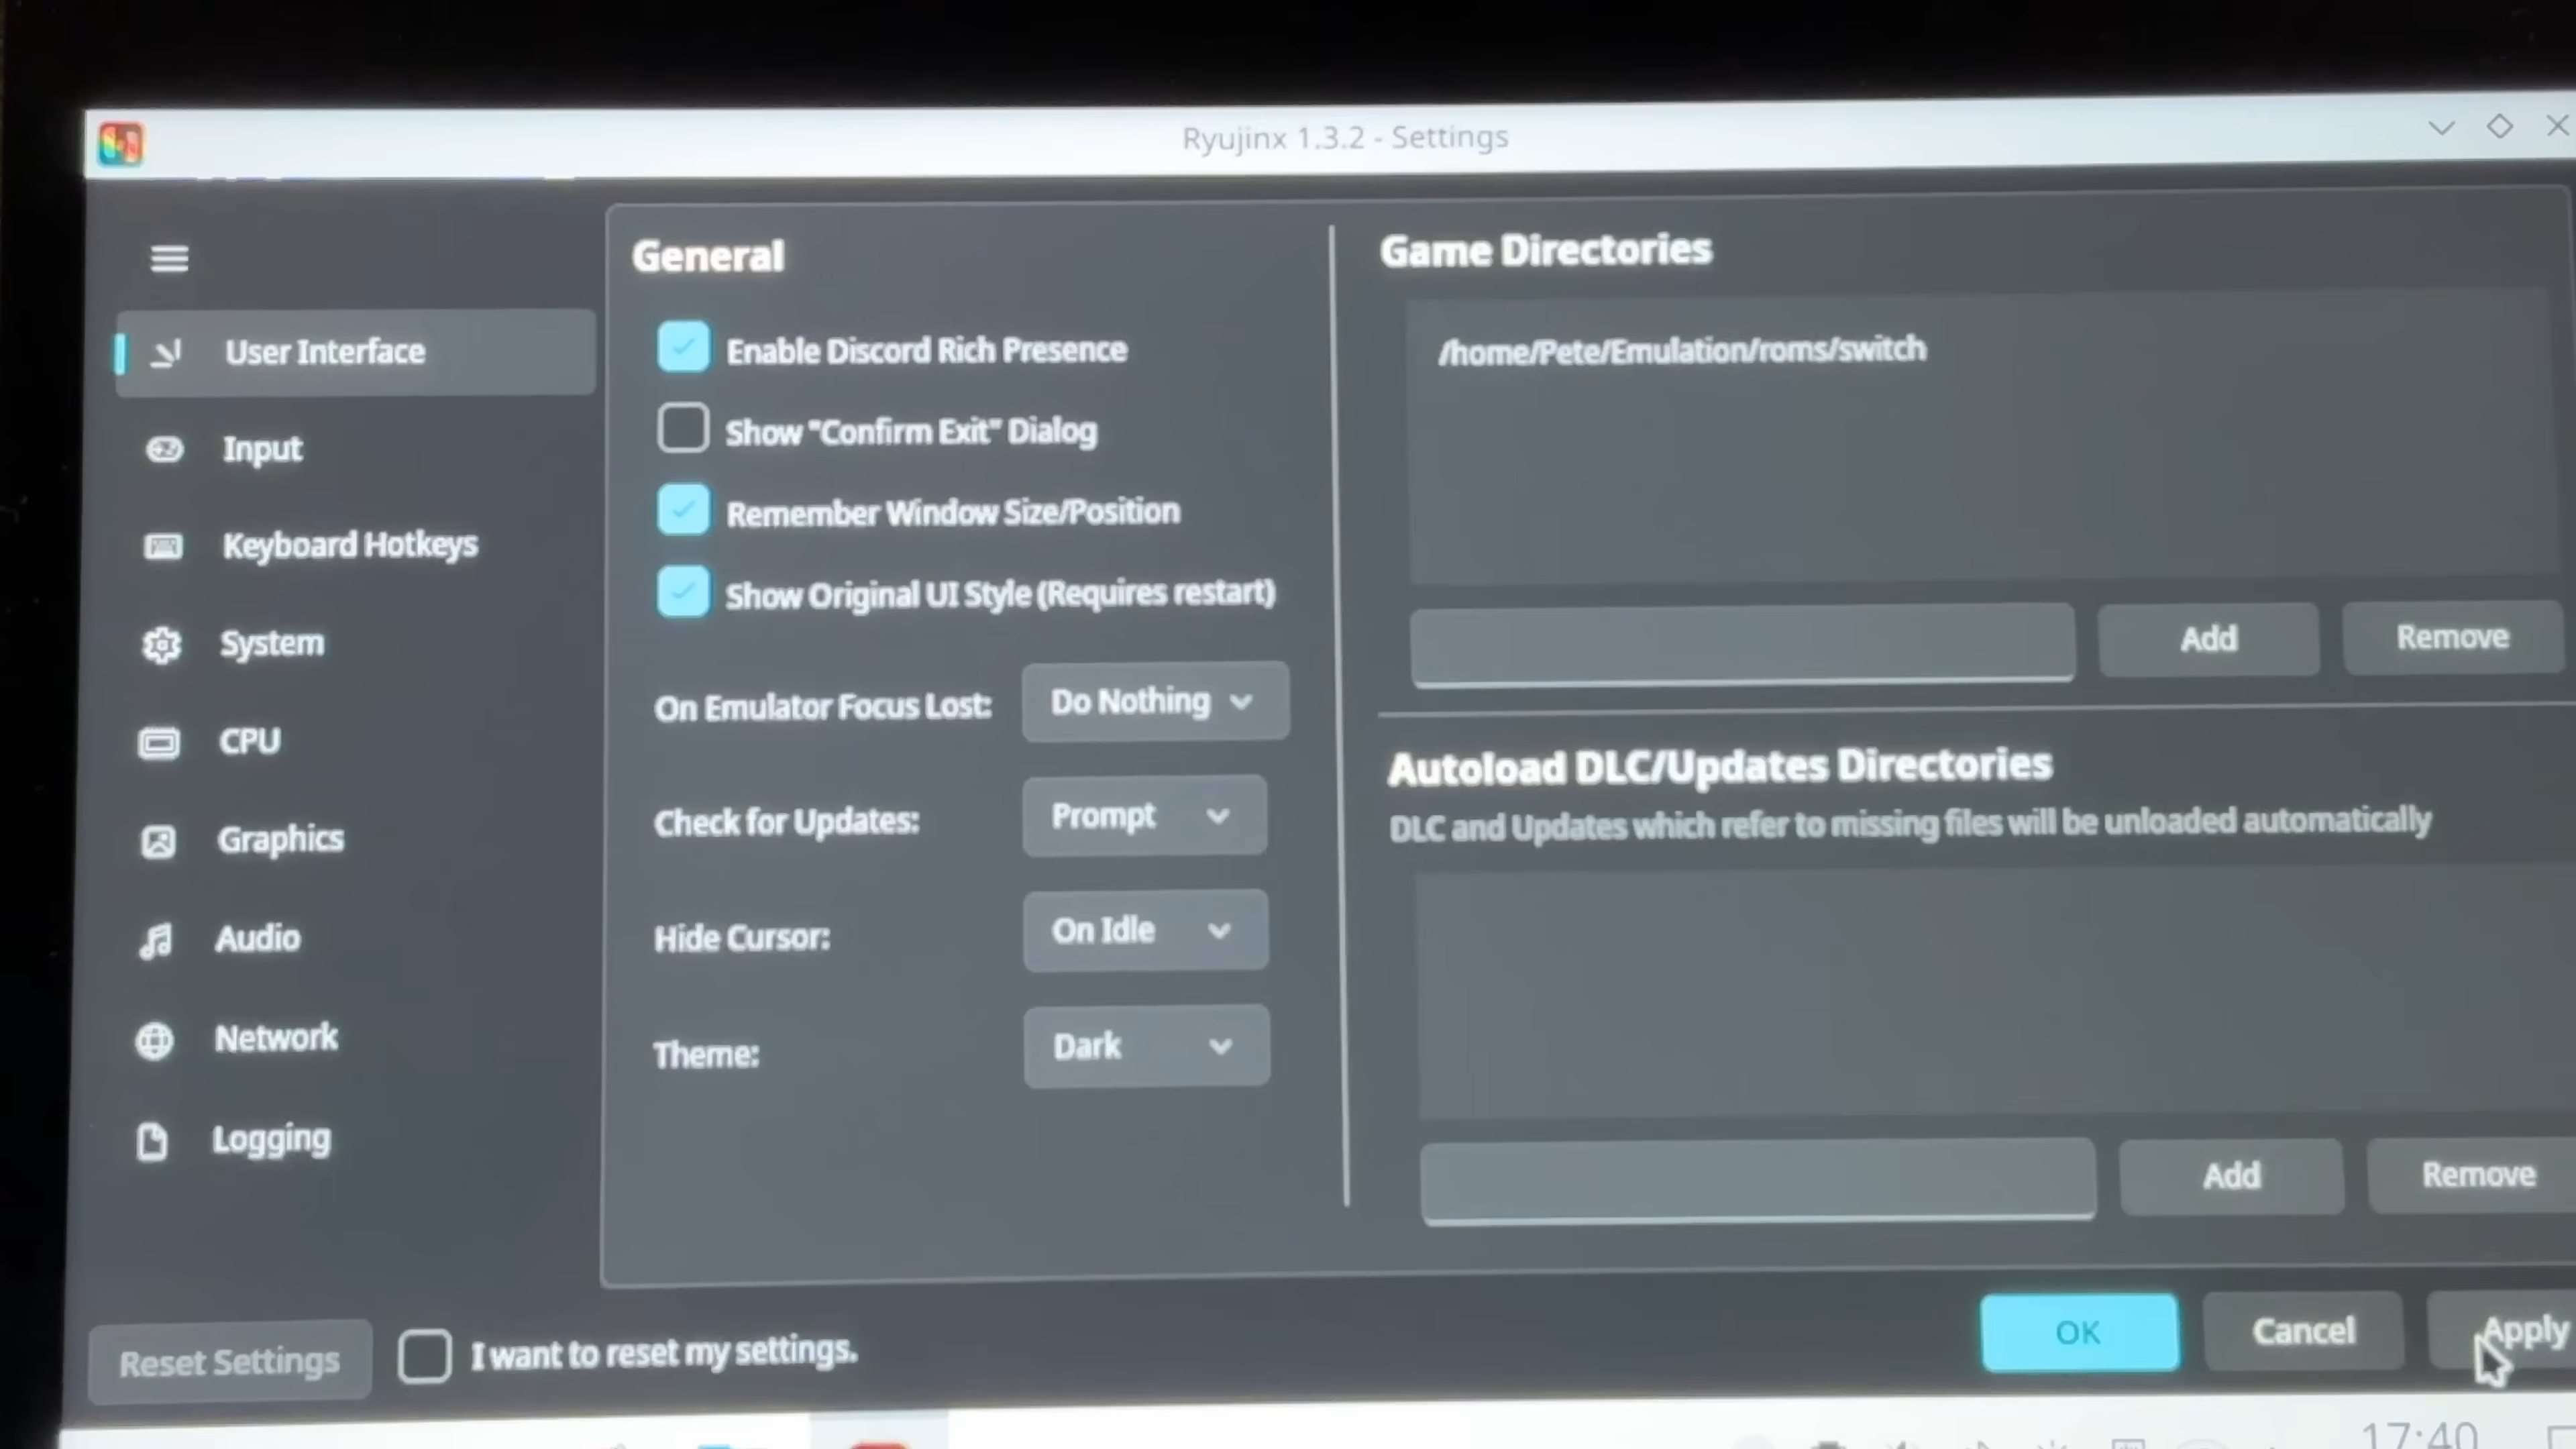 Ryujinx 1.3.2 - Settings
User Interface
Input
Keyboard Hotkeys
System
CPU
Graphics
Audio
Network
Logging
General
Enable Discord Rich Presence
Show "Confirm Exit" Dialog
Remember Window Size/Position
Show Original UI Style (Requires restart)
On Emulator Focus Lost: Do Nothing
Check for Updates: Prompt
Hide Cursor: On Idle
Theme: Dark
Game Directories
/home/Pete/Emulation/roms/switch
Add Remove
Autoload DLC/Updates Directories
DLC and Updates which refer to missing files will be unloaded automatically
Add Remove
Reset Settings I want to reset my settings. OK Cancel Apply
17:40